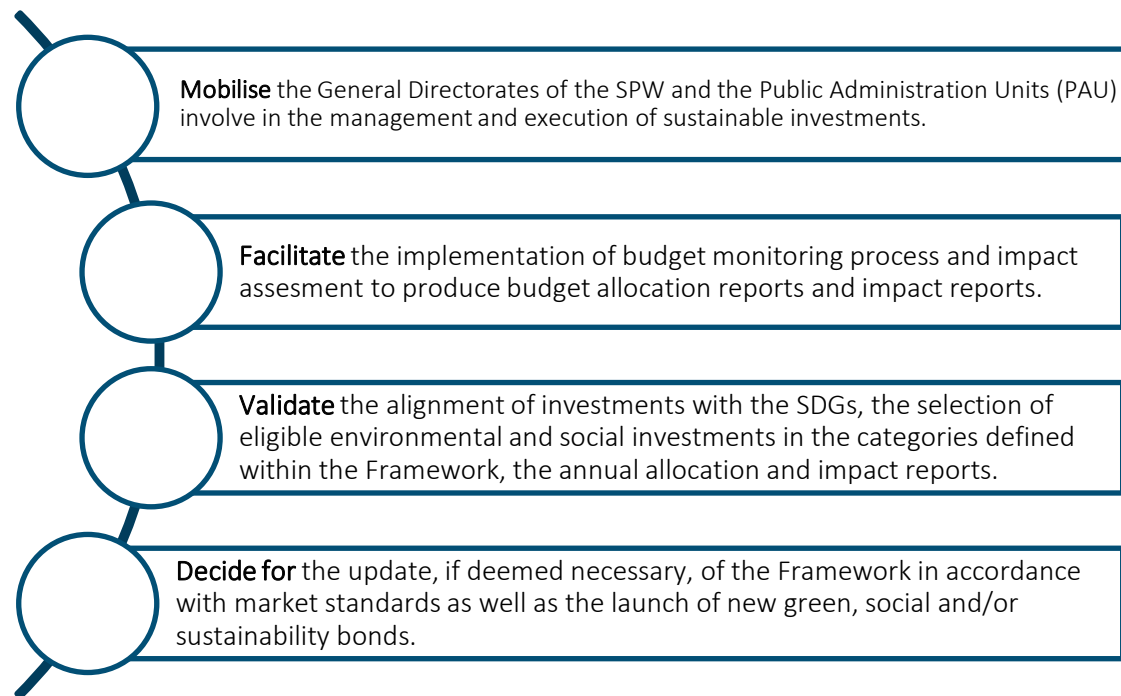 Mobilise the General Directorates of the SPW and the Public Administration Units (PAU)
involve in the management and execution of sustainable investments.
Facilitate the implementation of budget monitoring process and impact
assesment to produce budget allocation reports and impact reports.
Validate the alignment of investments with the SDGs, the selection of
eligible environmental and social investments in the categories defined
within the Framework, the annual allocation and impact reports.
Decide for the update, if deemed necessary, of the Framework in accordance
with market standards as well as the launch of new green, social and/or
sustainability bonds.